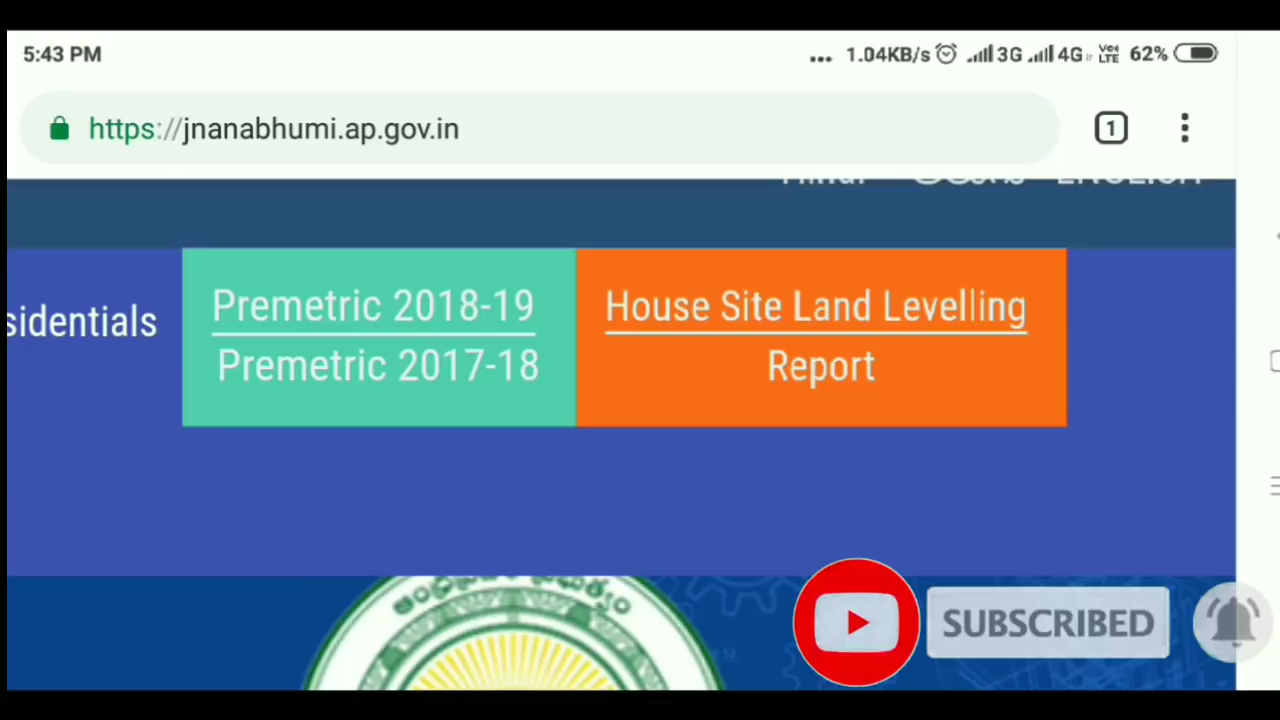 5:43 PM
1.04KB/s 3G 4G VoLTE 62%
https://jnanabhumi.ap.gov.in
1
sidentials
Premetric 2018-19
Premetric 2017-18
House Site Land Levelling
Report
SUBSCRIBED